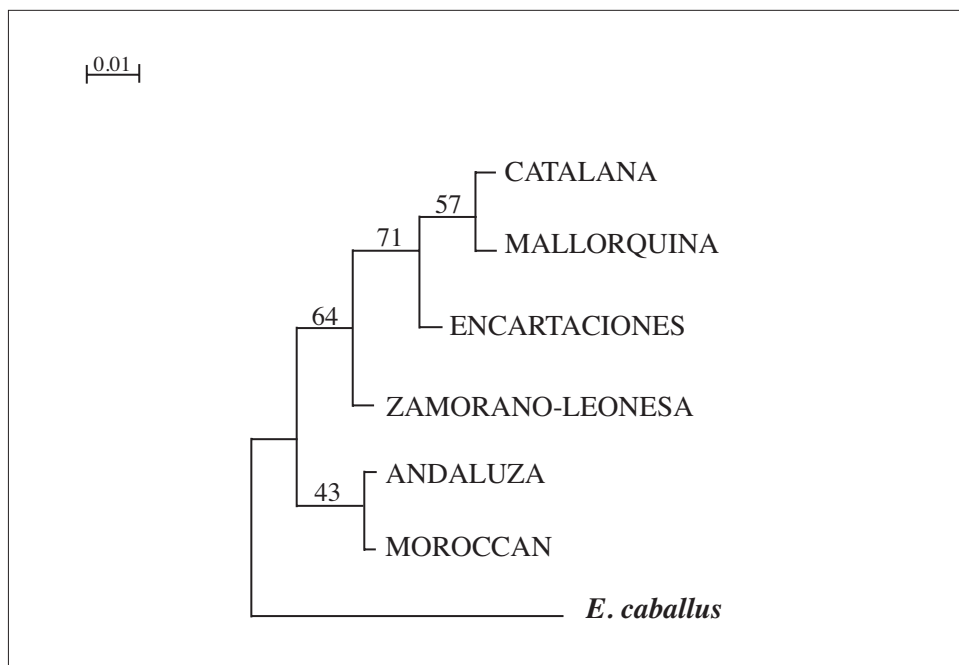 0.01
CATALANA
57
71
MALLORQUINA
64
ENCARTACIONES
ZAMORANO-LEONESA
ANDALUZA
43
MOROCCAN
E. caballus